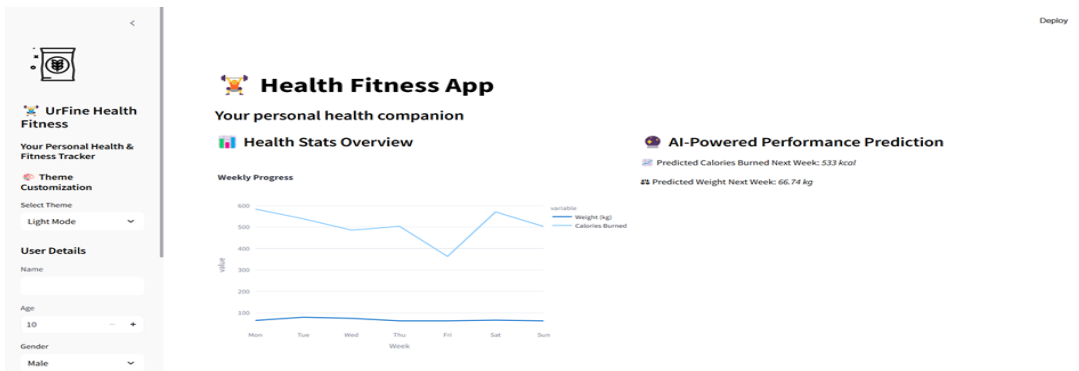 Deploy
UrFine Health
Fitness
Your Personal Health &
Fitness Tracker
Theme
Customization
Select Theme
Light Mode
User Details
Name
Age
10
Gender
Male
Health Fitness App
Your personal health companion
Health Stats Overview
Weekly Progress
600
500
400
300
200
100
value
Mon Tue Wed Thu Fri Sat Sun
Week
variable
Weight (kg)
Calories Burned
AI-Powered Performance Prediction
Predicted Calories Burned Next Week: 533 kcal
Predicted Weight Next Week: 66.74 kg